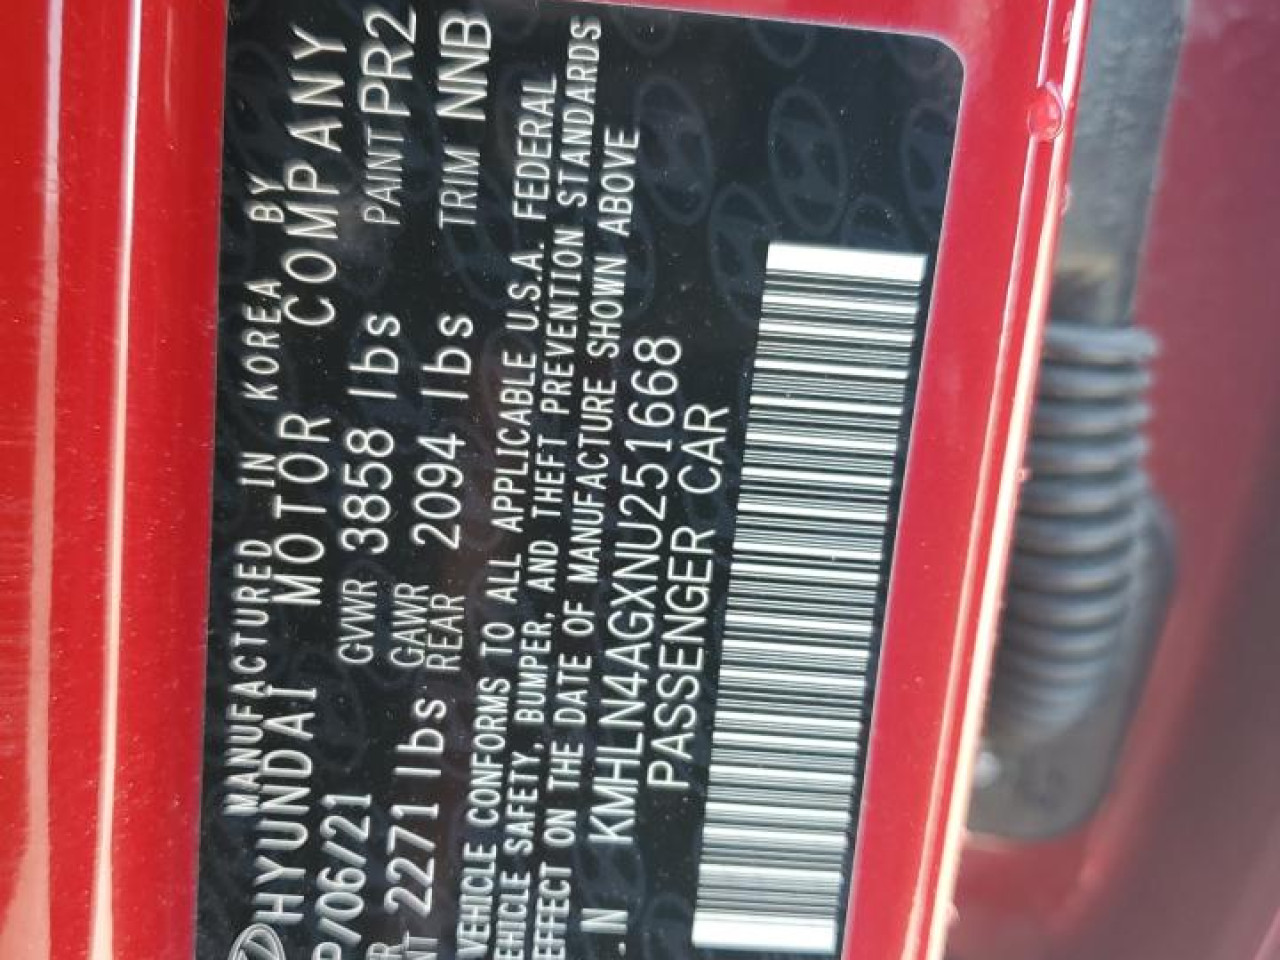 MANUFACTURED IN KOREA BY
HYUNDAI MOTOR COMPANY
P/06/21 GVWR 3858 lbs PAINT PR2
R 2271 lbs GAWR REAR 2094 lbs TRIM NNB
VEHICLE CONFORMS TO ALL APPLICABLE U.S.A. FEDERAL
EHICLE SAFETY, BUMPER, AND THEFT PREVENTION STANDARDS
EFFECT ON THE DATE OF MANUFACTURE SHOWN ABOVE
.N KMHLN4AGXNU251668
PASSENGER CAR